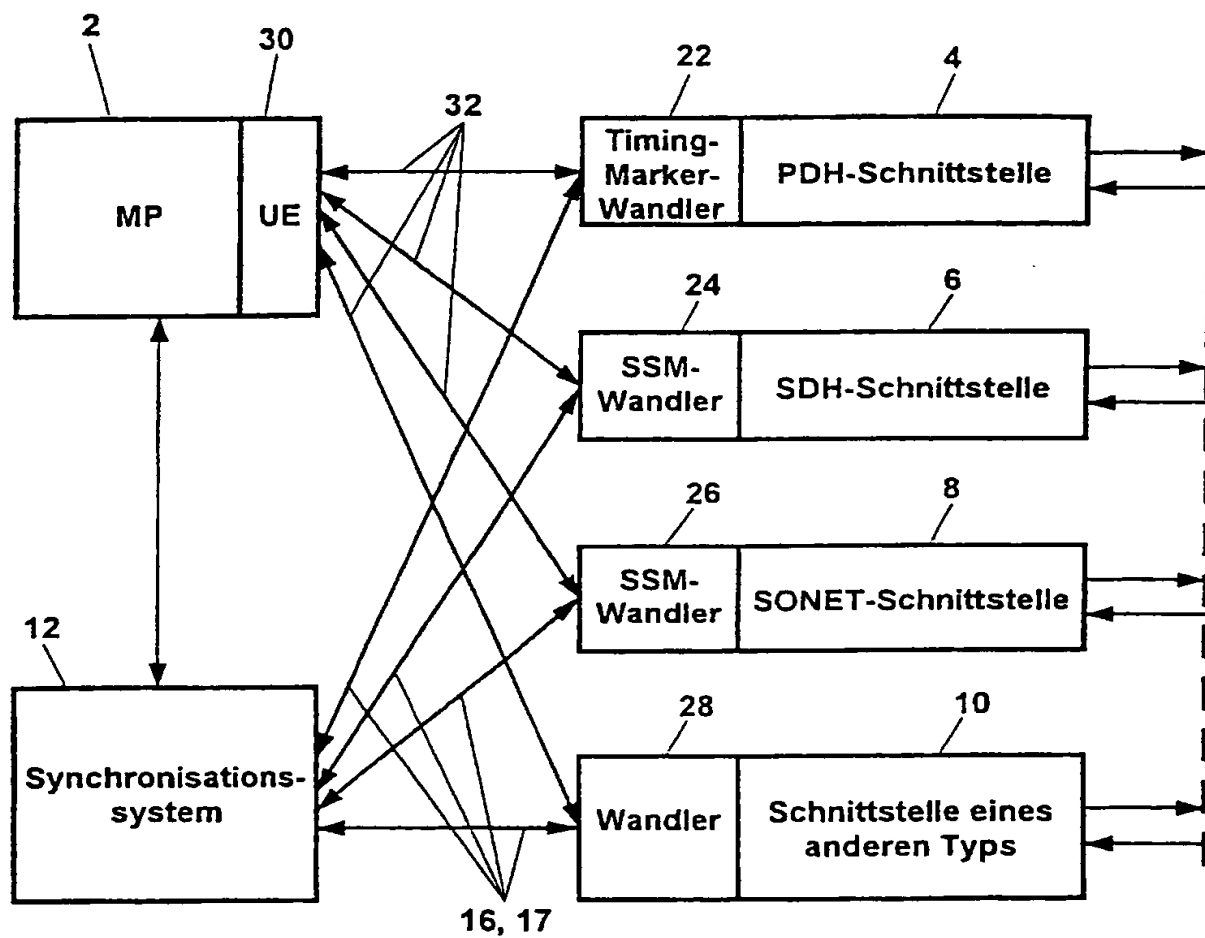 2
30
32
22
4
MP
UE
Timing-
Marker-
Wandler
PDH-Schnittstelle
24
6
SSM-
Wandler
SDH-Schnittstelle
26
8
SSM-
Wandler
SONET-Schnittstelle
12
28
10
Synchronisations-
system
Wandler
Schnittstelle eines
anderen Typs
16, 17